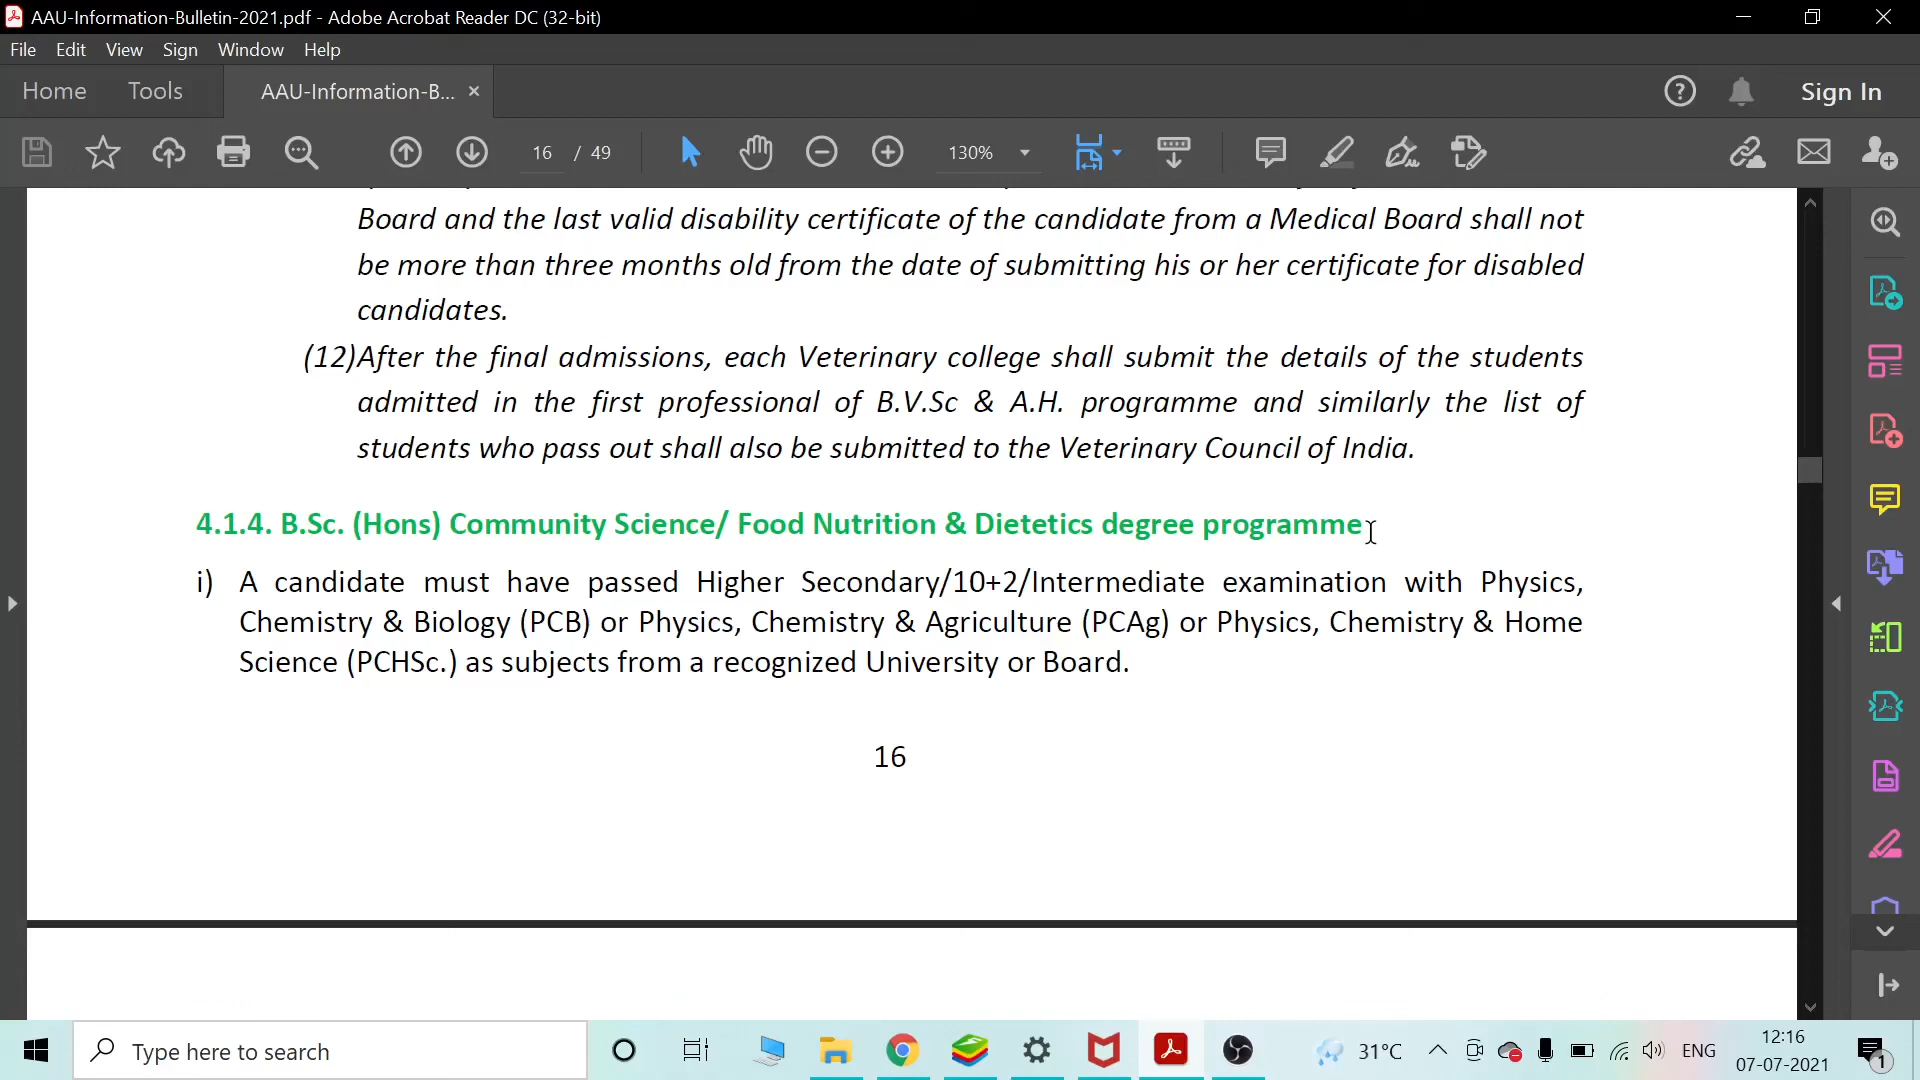 AAU-Information-Bulletin-2021.pdf - Adobe Acrobat Reader DC (32-bit)
File Edit View Sign Window Help
Home Tools AAU-Information-B... × Sign In
16 / 49 130%
Board and the last valid disability certificate of the candidate from a Medical Board shall not
be more than three months old from the date of submitting his or her certificate for disabled
candidates.
(12)After the final admissions, each Veterinary college shall submit the details of the students
admitted in the first professional of B.V.Sc & A.H. programme and similarly the list of
students who pass out shall also be submitted to the Veterinary Council of India.
4.1.4. B.Sc. (Hons) Community Science/ Food Nutrition & Dietetics degree programme
i) A candidate must have passed Higher Secondary/10+2/Intermediate examination with Physics,
Chemistry & Biology (PCB) or Physics, Chemistry & Agriculture (PCAg) or Physics, Chemistry & Home
Science (PCHSc.) as subjects from a recognized University or Board.
16
Type here to search
31°C ENG
12:16
07-07-2021
1